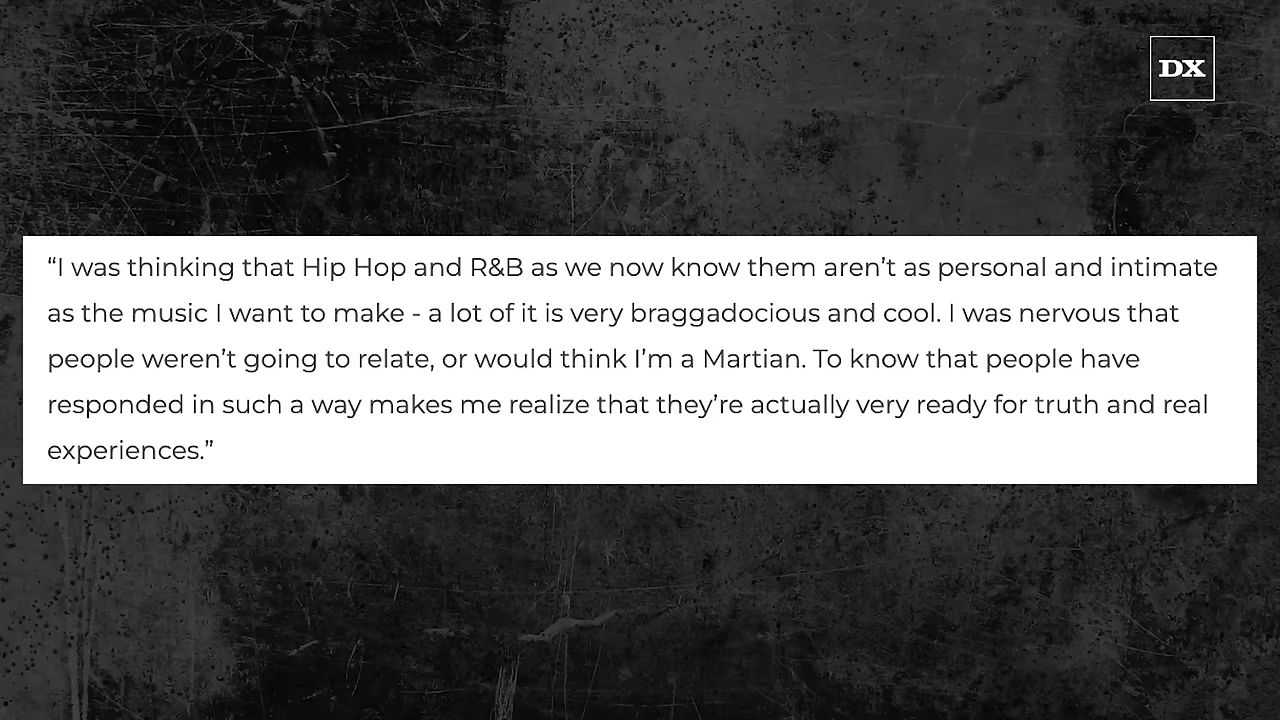 DX
“I was thinking that Hip Hop and R&B as we now know them aren’t as personal and intimate
as the music I want to make - a lot of it is very braggadocious and cool. I was nervous that
people weren’t going to relate, or would think I’m a Martian. To know that people have
responded in such a way makes me realize that they’re actually very ready for truth and real
experiences.”